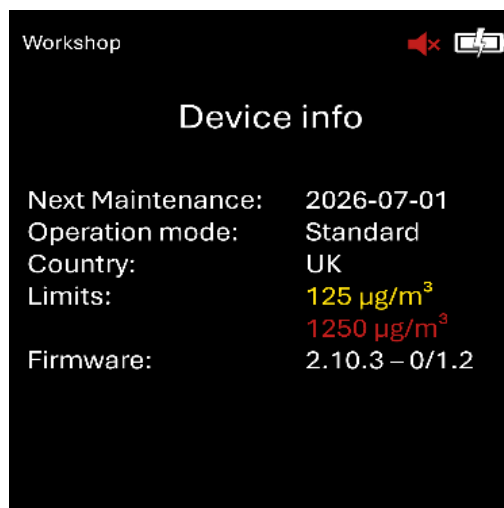 Workshop
Device info
Next Maintenance: 2026-07-01
Operation mode: Standard
Country: UK
Limits: 125 µg/m³
1250 µg/m³
Firmware: 2.10.3 – 0/1.2